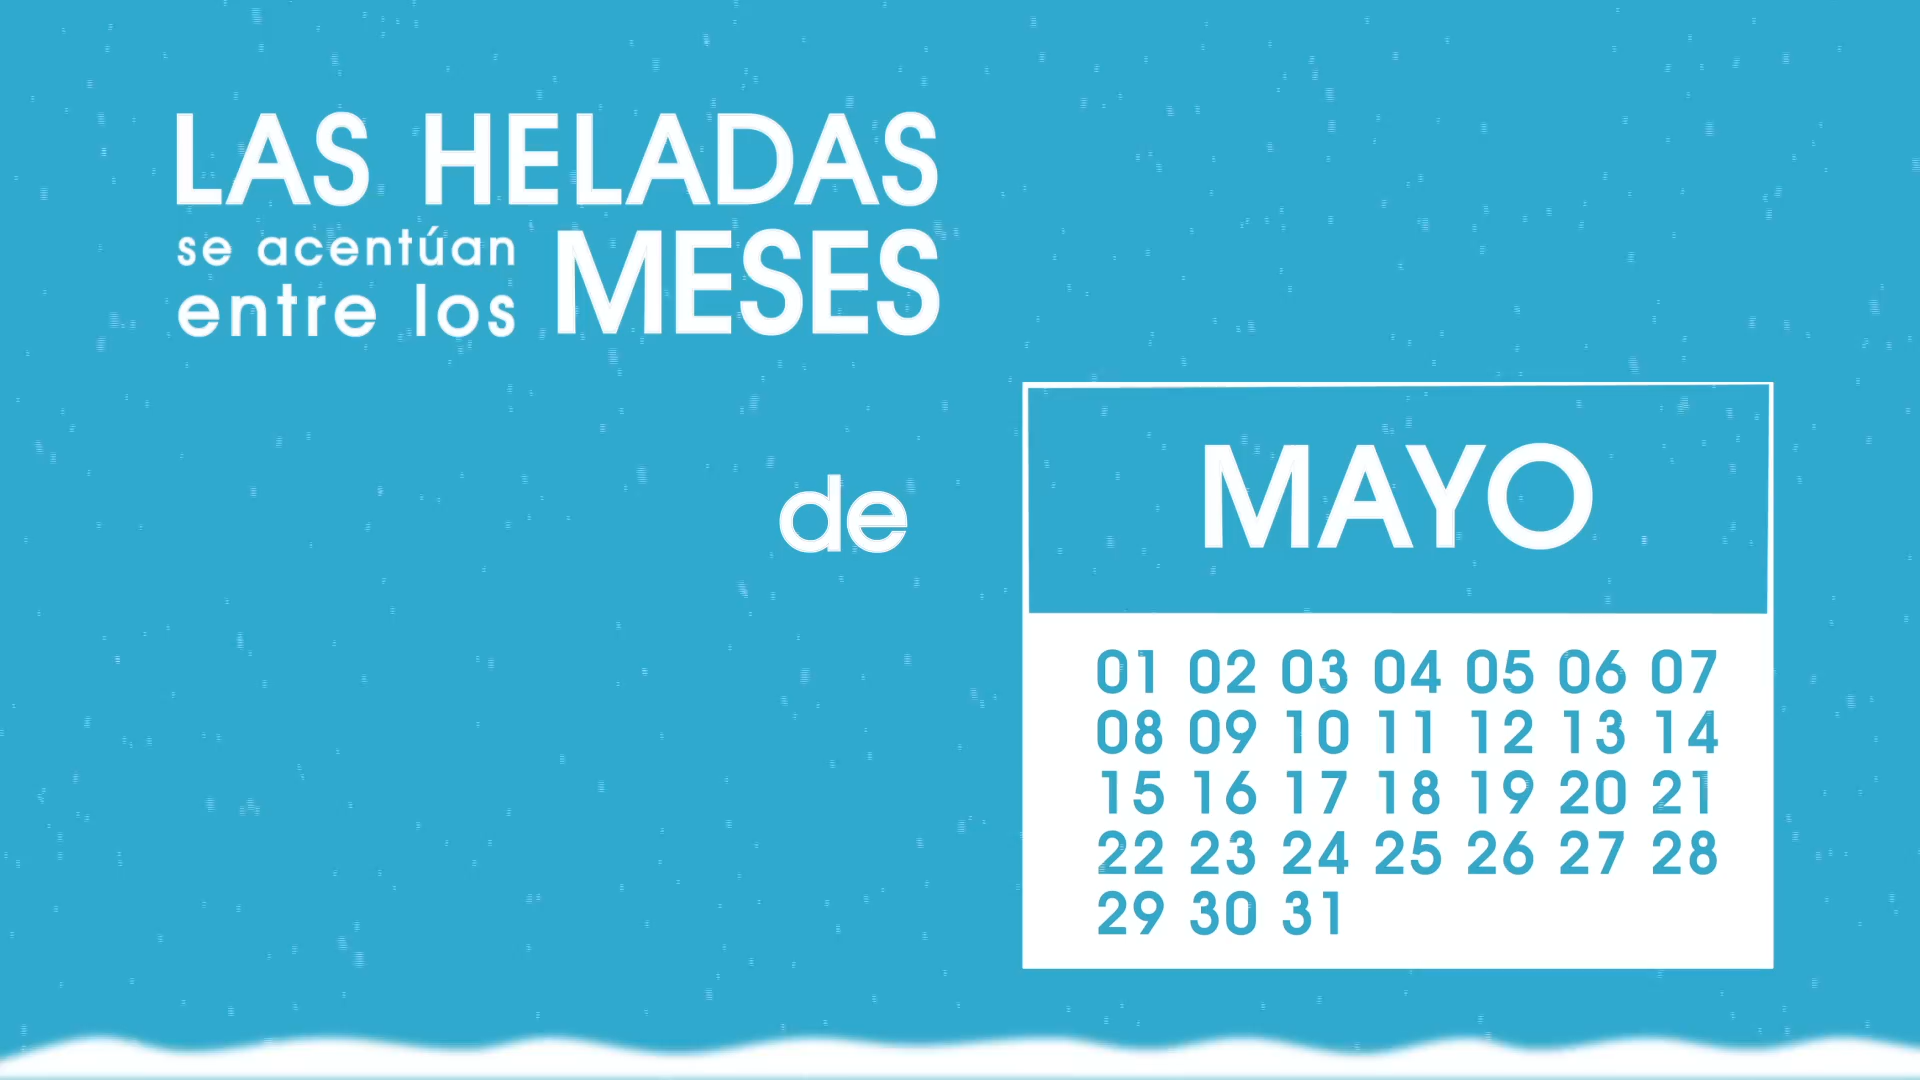 LAS HELADAS
se acentúan
entre los MESES
de
MAYO
01 02 03 04 05 06 07
08 09 10 11 12 13 14
15 16 17 18 19 20 21
22 23 24 25 26 27 28
29 30 31